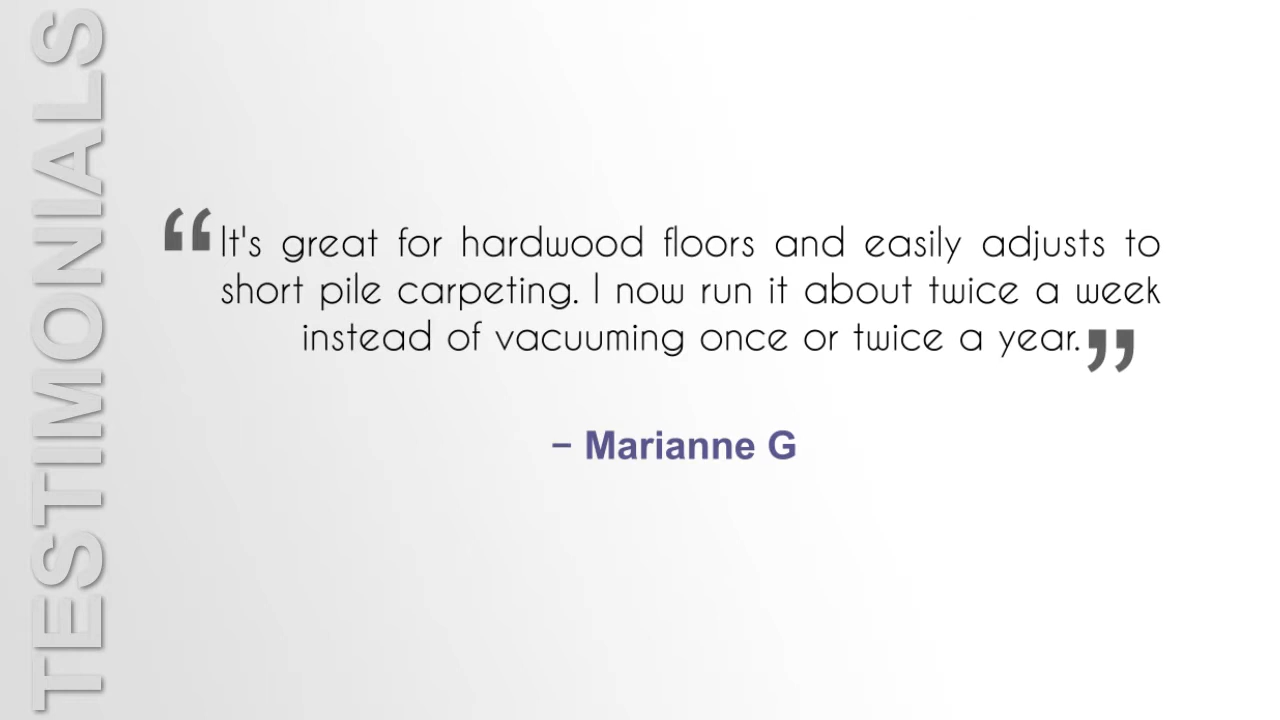 TESTIMONIALS
“It's great for hardwood floors and easily adjusts to
short pile carpeting. I now run it about twice a week
instead of vacuuming once or twice a year.”
– Marianne G